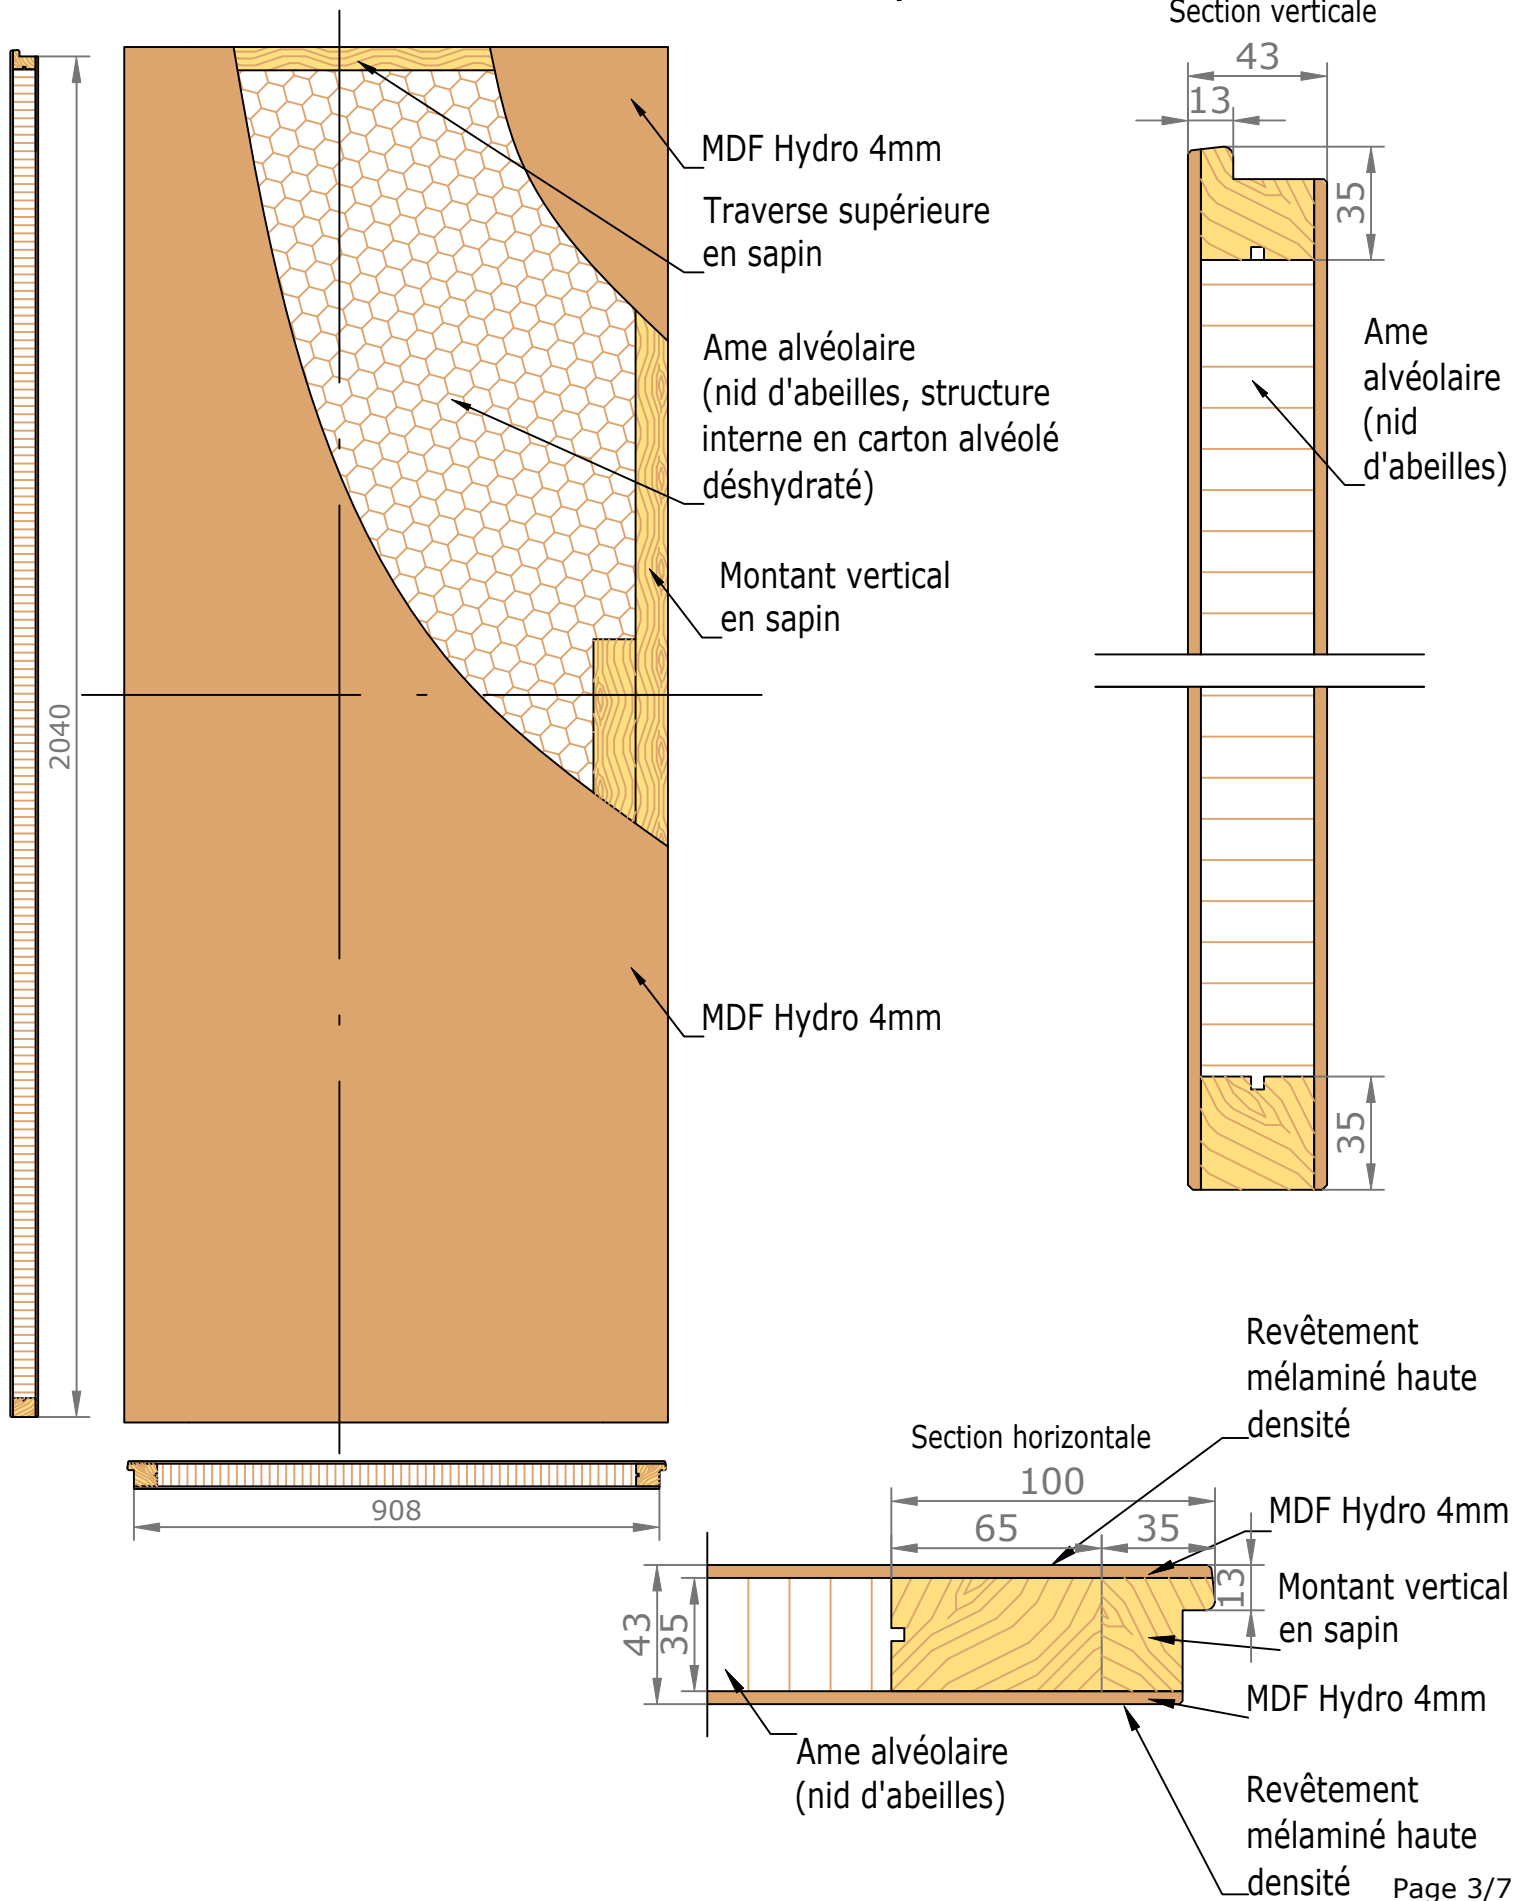 Section verticale
43
13
35
MDF Hydro 4mm
Traverse supérieure
en sapin
Ame alvéolaire
(nid d'abeilles, structure
interne en carton alvéolé
déshydraté)
Ame
alvéolaire
(nid
d'abeilles)
Montant vertical
en sapin
2040
MDF Hydro 4mm
35
Revêtement
mélaminé haute
densité
Section horizontale
100
908
65
35
MDF Hydro 4mm
13
Montant vertical
en sapin
43
35
MDF Hydro 4mm
Ame alvéolaire
(nid d'abeilles)
Revêtement
mélaminé haute
densité
Page 3/7